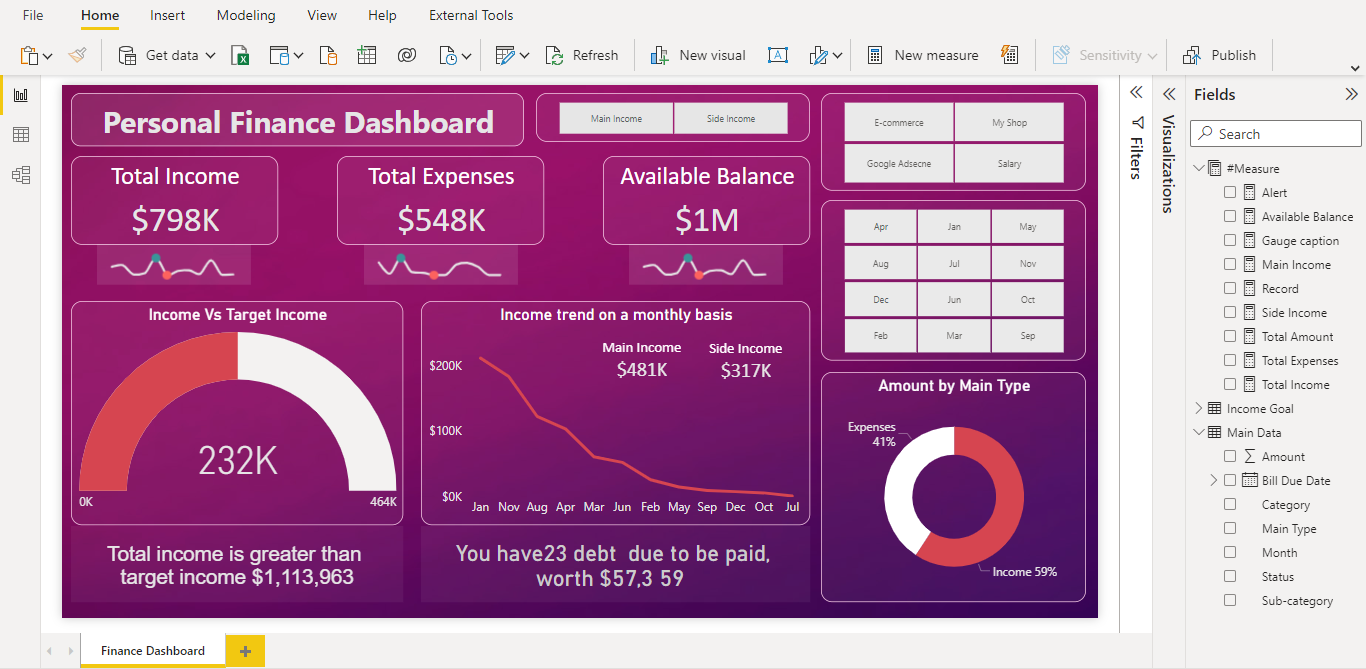 File Home Insert Modeling View Help External Tools
Get data Refresh New visual A New measure Sensitivity Publish
Personal Finance Dashboard
Main Income Side Income
E-commerce My Shop
Google Adsecne Salary
Total Income
$798K
Total Expenses
$548K
Available Balance
$1M
Apr Jan May
Aug Jul Nov
Dec Jun Oct
Feb Mar Sep
Income Vs Target Income
232K
0K 464K
Income trend on a monthly basis
Main Income Side Income
$481K $317K
$200K
$100K
$0K
Jan Nov Aug Apr Mar Jun Feb May Sep Dec Oct Jul
Amount by Main Type
Expenses
41%
Income 59%
Total income is greater than
target income $1,113,963
You have23 debt  due to be paid,
worth $57,3 59
Finance Dashboard
Filters
Visualizations
Fields
Search
#Measure
Alert
Available Balance
Gauge caption
Main Income
Record
Side Income
Total Amount
Total Expenses
Total Income
Income Goal
Main Data
Amount
Bill Due Date
Category
Main Type
Month
Status
Sub-category